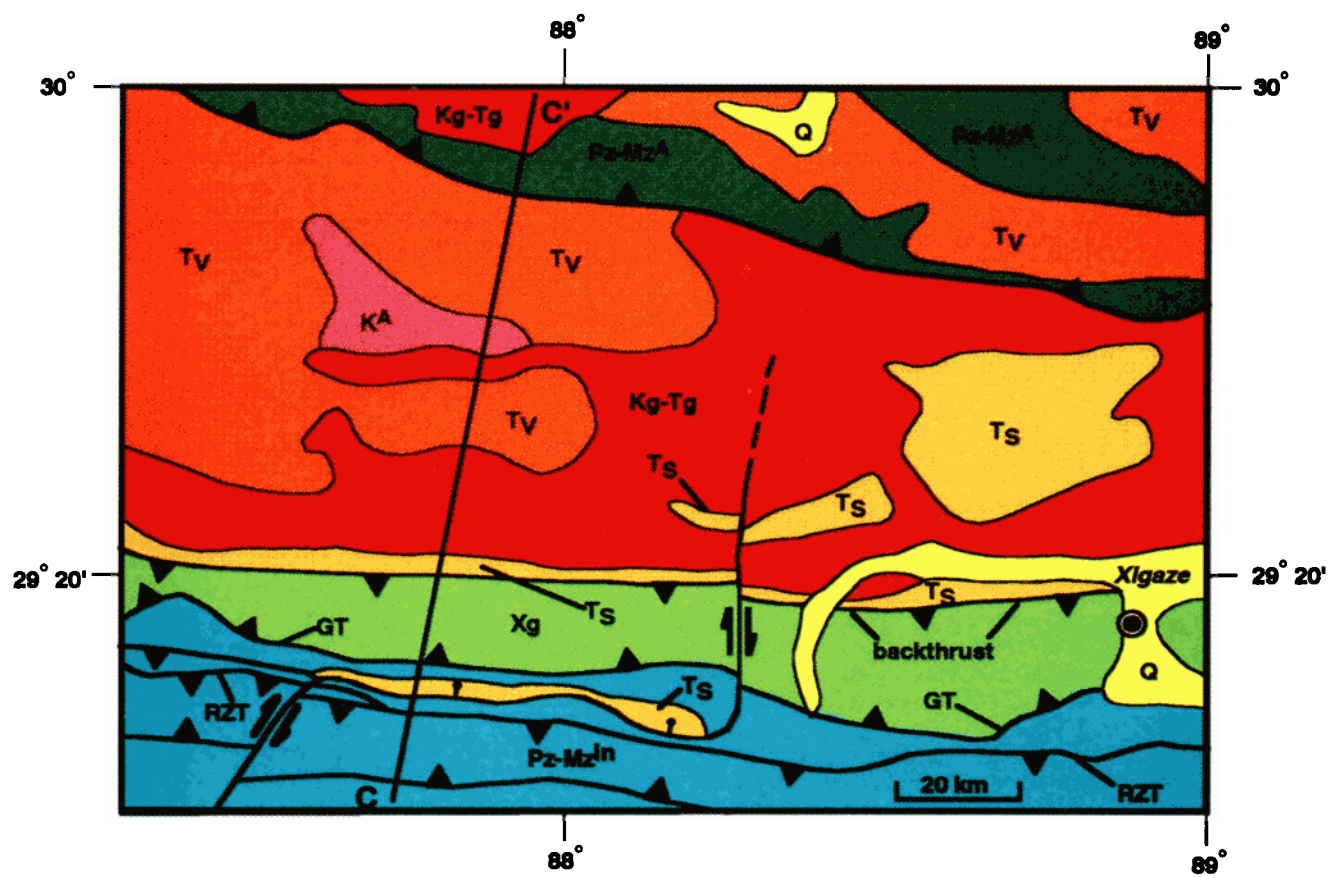 88° 89°
30° 30°
Kg-Tg C' Q TV
Pz-MzA Pz-MzA
TV TV TV
KA
TV Kg-Tg TS
TS TS
29° 20' 29° 20'
Xigaze
TS TS
GT Xg
backthrust
Q
TS GT
RZT
Pz-MzIn
20 km RZT
C
88° 89°